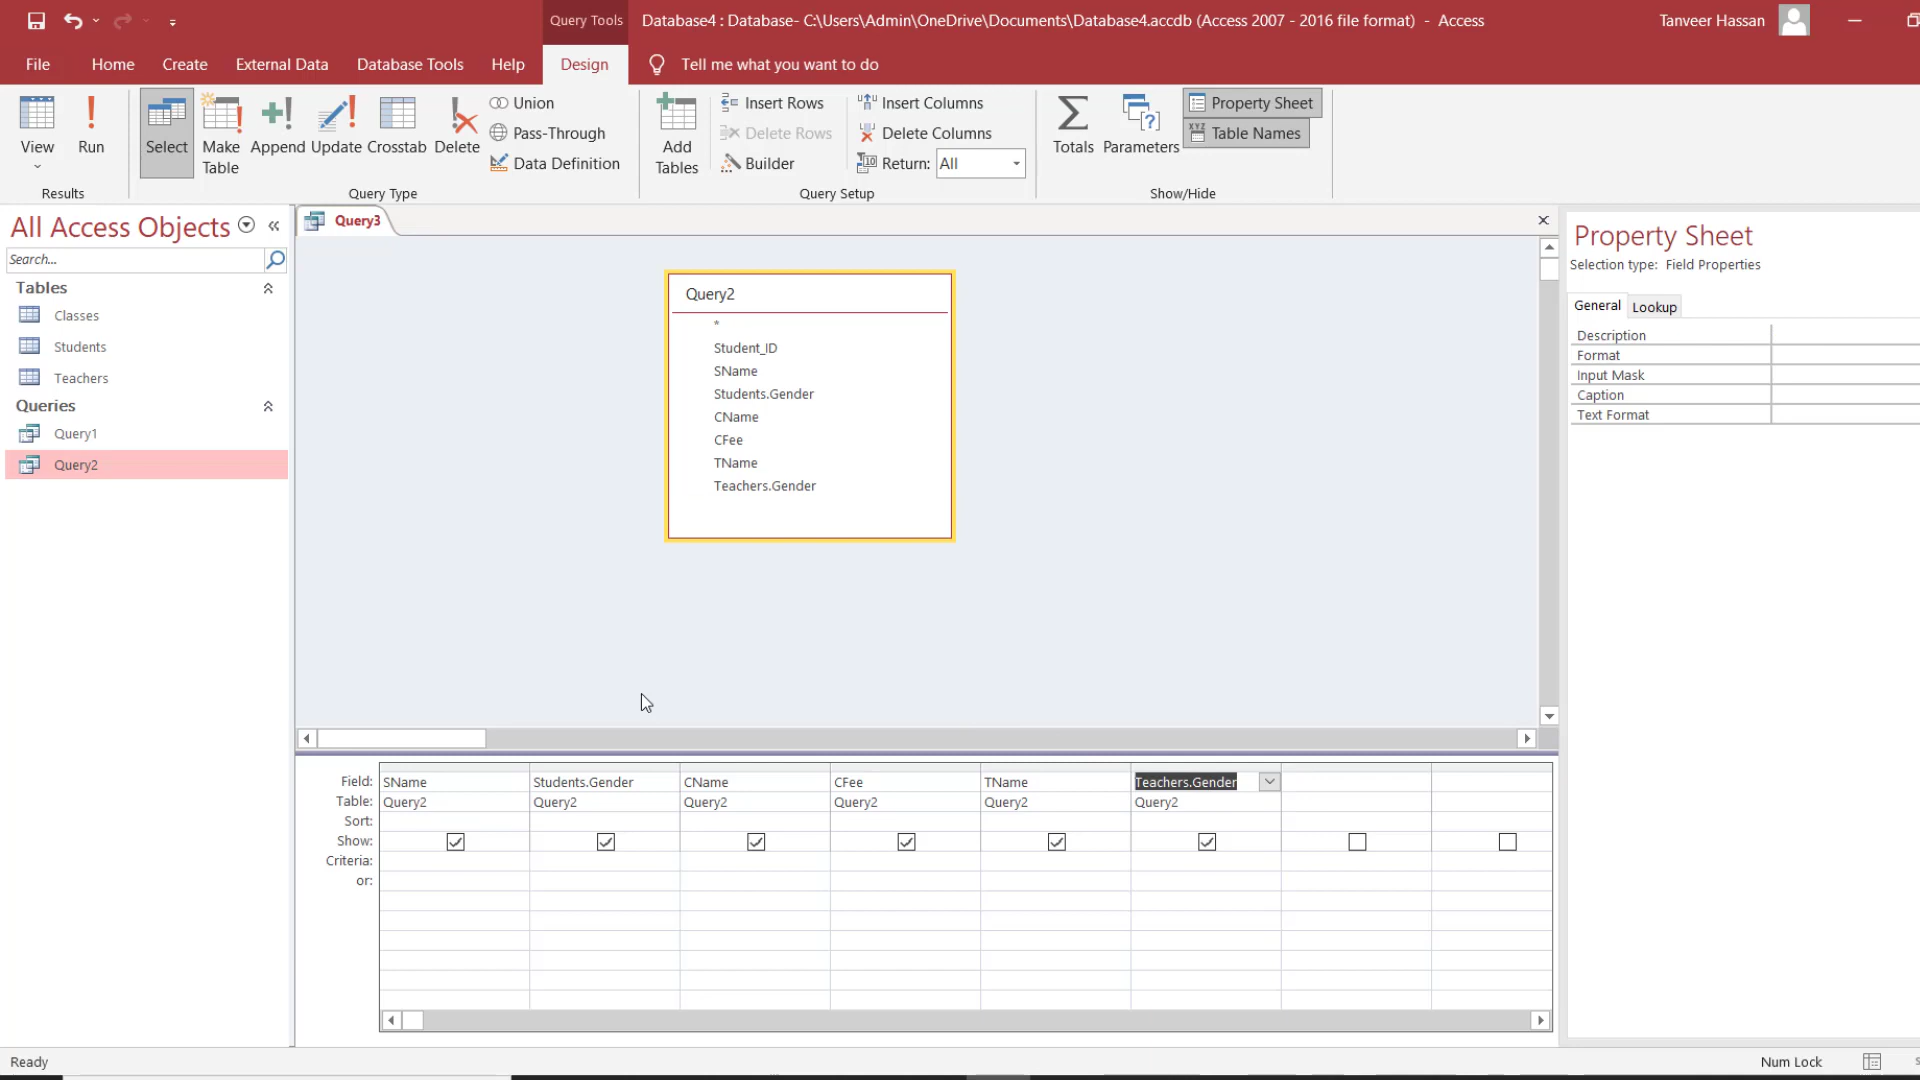 Query Tools
Database4 : Database- C:\Users\Admin\OneDrive\Documents\Database4.accdb (Access 2007 - 2016 file format) - Access
Tanveer Hassan
File Home Create External Data Database Tools Help Design Tell me what you want to do
View
Run
Results
Select
Make Table
Append
Update
Crosstab
Delete
Union
Pass-Through
Data Definition
Query Type
Add Tables
Insert Rows
Delete Rows
Builder
Insert Columns
Delete Columns
Return: All
Query Setup
Totals
Parameters
Property Sheet
XYZ Table Names
Show/Hide
All Access Objects
Search...
Tables
Classes
Students
Teachers
Queries
Query1
Query2
Query3
Query2
*
Student_ID
SName
Students.Gender
CName
CFee
TName
Teachers.Gender
Field: SName Students.Gender CName CFee TName Teachers.Gender
Table: Query2 Query2 Query2 Query2 Query2 Query2
Sort:
Show:
Criteria:
or:
Property Sheet
Selection type: Field Properties
General Lookup
Description
Format
Input Mask
Caption
Text Format
Ready
Num Lock